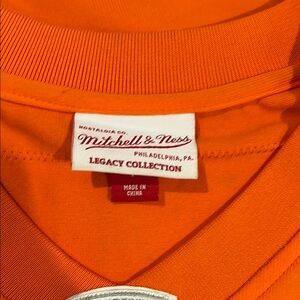 NOSTALGIA CO.
Mitchell & Ness
PHILADELPHIA, PA.
LEGACY COLLECTION
MADE IN
CHINA